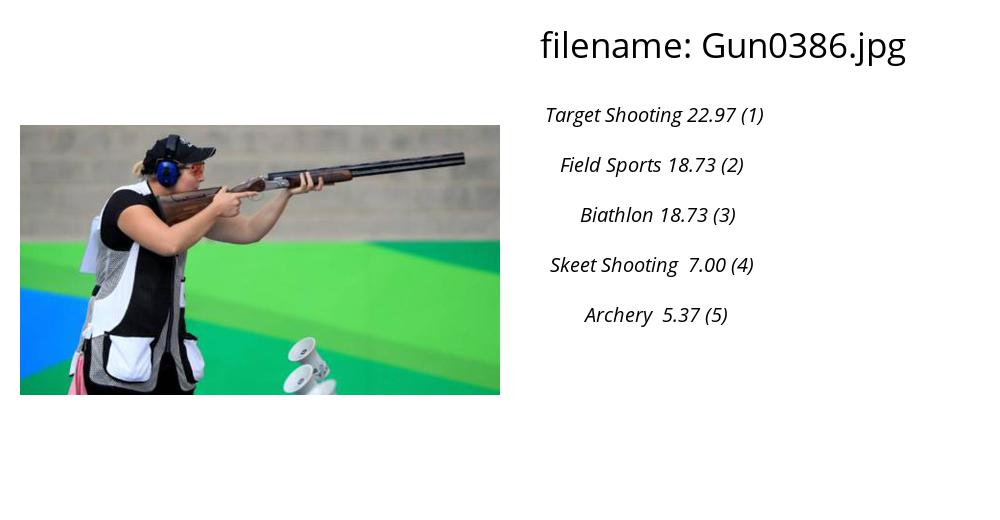 filename: Gun0386.jpg
Target Shooting 22.97 (1)
Field Sports 18.73 (2)
Biathlon 18.73 (3)
Skeet Shooting 7.00 (4)
Archery 5.37 (5)